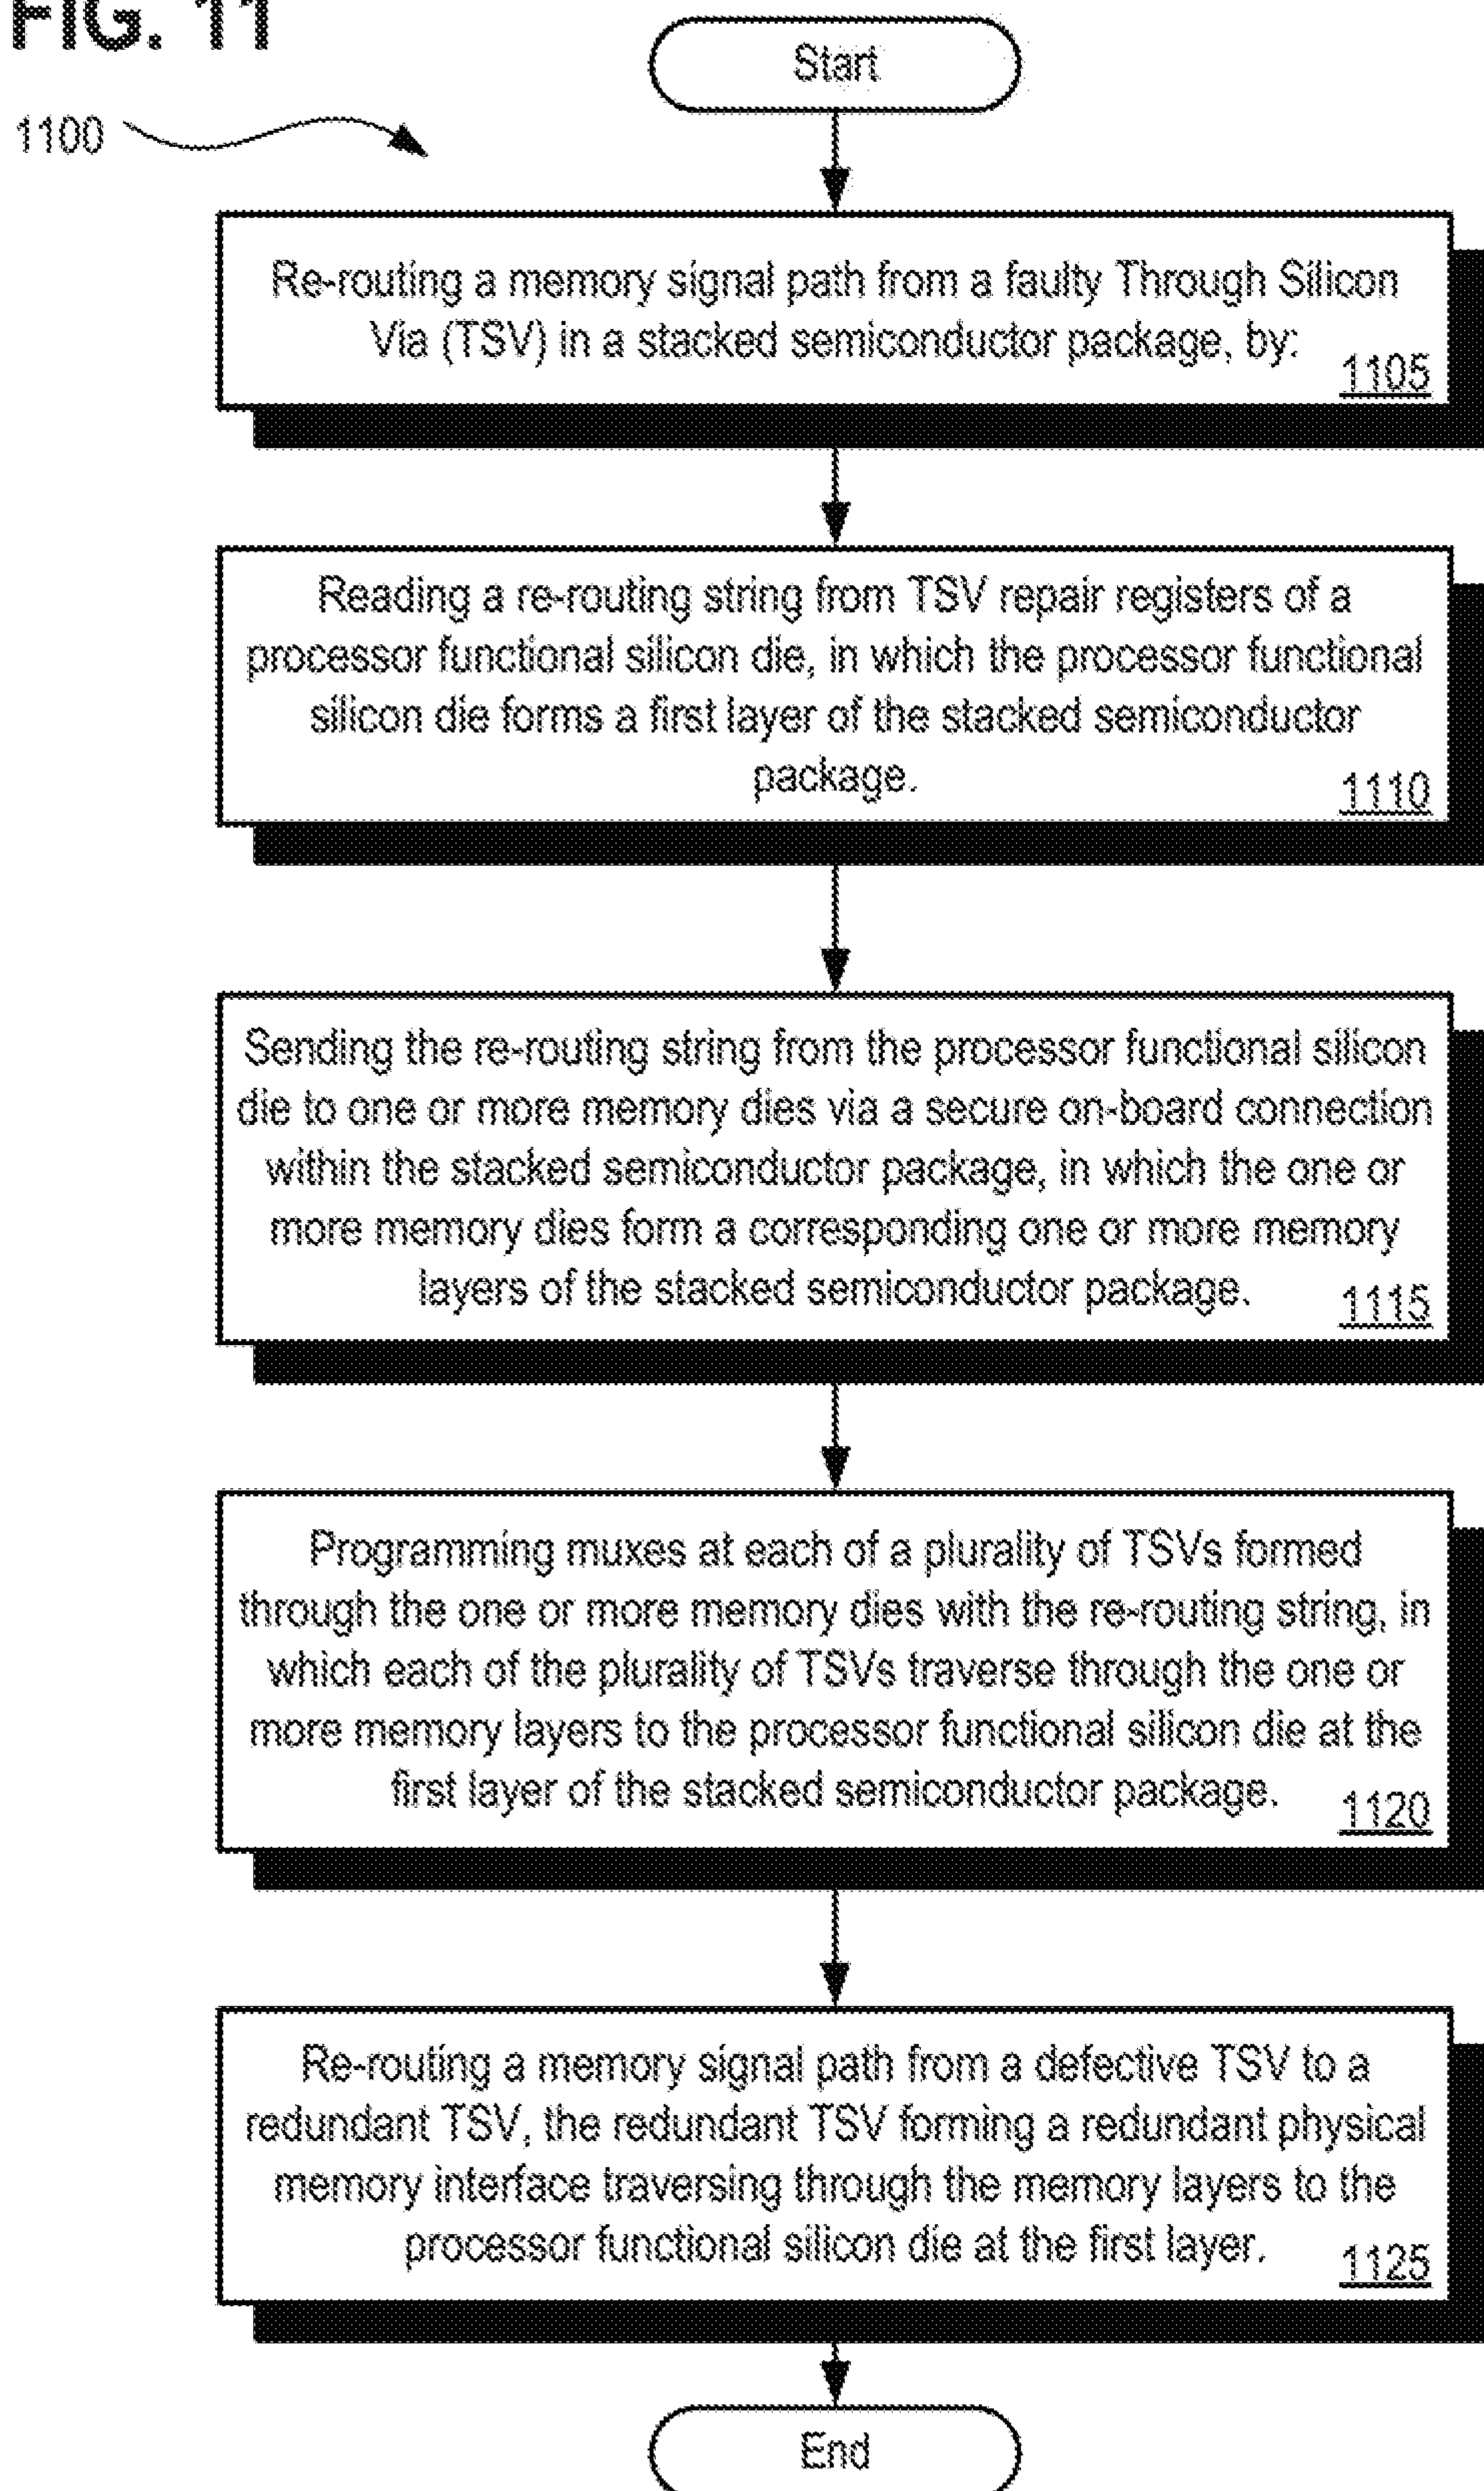 FIG. 11
Start
1100
Re-routing a memory signal path from a faulty Through Silicon
Via (TSV) in a stacked semiconductor package, by:
1105
Reading a re-routing string from TSV repair registers of a
processor functional silicon die, in which the processor functional
silicon die forms a first layer of the stacked semiconductor
package.
1110
Sending the re-routing string from the processor functional silicon
die to one or more memory dies via a secure on-board connection
within the stacked semiconductor package, in which the one or
more memory dies form a corresponding one or more memory
layers of the stacked semiconductor package.
1115
Programming muxes at each of a plurality of TSVs formed
through the one or more memory dies with the re-routing string, in
which each of the plurality of TSVs traverse through the one or
more memory layers to the processor functional silicon die at the
first layer of the stacked semiconductor package.
1120
Re-routing a memory signal path from a defective TSV to a
redundant TSV, the redundant TSV forming a redundant physical
memory interface traversing through the memory layers to the
processor functional silicon die at the first layer.
1125
End